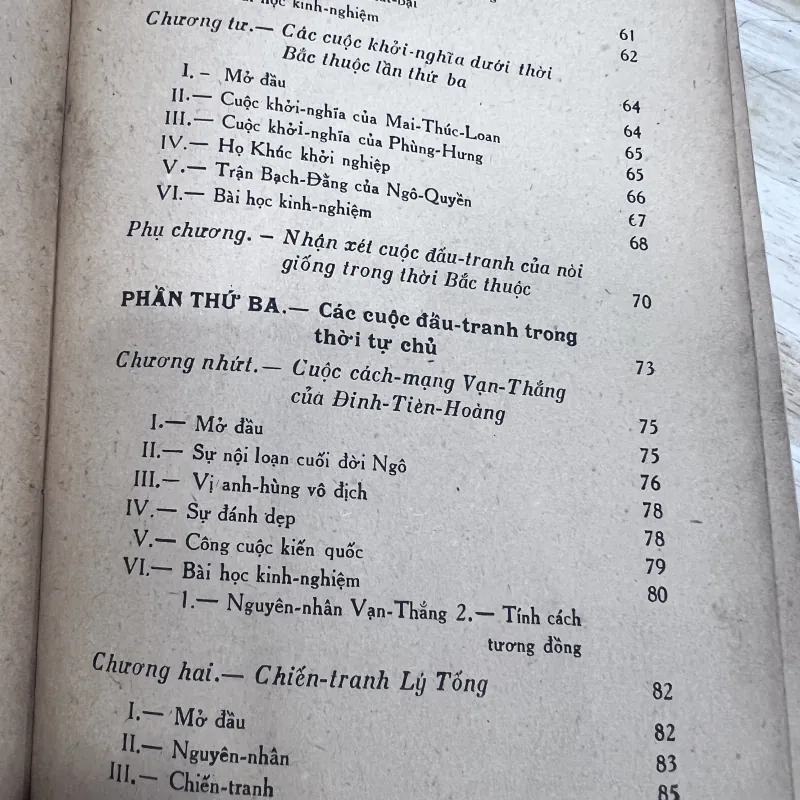 học kinh-nghiệm 61
Chương tư.— Các cuộc khởi-nghĩa dưới thời 62
Bắc thuộc lần thứ ba
I. – Mở đầu 64
II.— Cuộc khởi-nghĩa của Mai-Thúc-Loan 64
III.— Cuộc khởi-nghĩa của Phùng-Hưng 65
IV.— Họ Khúc khởi nghiệp 65
V.— Trận Bạch-Đằng của Ngô-Quyền 66
VI.— Bài học kinh-nghiệm 67
Phụ chương. – Nhận xét cuộc đấu-tranh của nòi 68
giống trong thời Bắc thuộc 70
PHẦN THỨ BA.— Các cuộc đấu-tranh trong
thời tự chủ 73
Chương nhứt.— Cuộc cách-mạng Vạn-Thắng
của Đinh-Tiên-Hoàng 75
I.— Mở đầu 75
II.— Sự nội loạn cuối đời Ngô 76
III.— Vị anh-hùng vô địch 78
IV.— Sự đánh dẹp 78
V.— Công cuộc kiến quốc 79
VI.— Bài học kinh-nghiệm 80
1.— Nguyên-nhân Vạn-Thắng 2.— Tính cách
tương đồng
Chương hai.— Chiến-tranh Lý Tống 82
I.— Mở đầu 82
II.— Nguyên-nhân 83
III.— Chiến-tranh 85